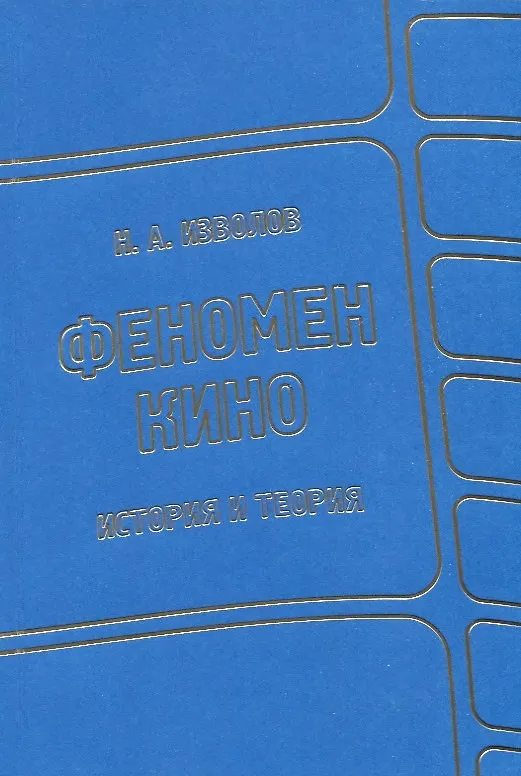 Н. А. ИЗВОЛОВ
ФЕНОМЕН
КИНО
ИСТОРИЯ И ТЕОРИЯ